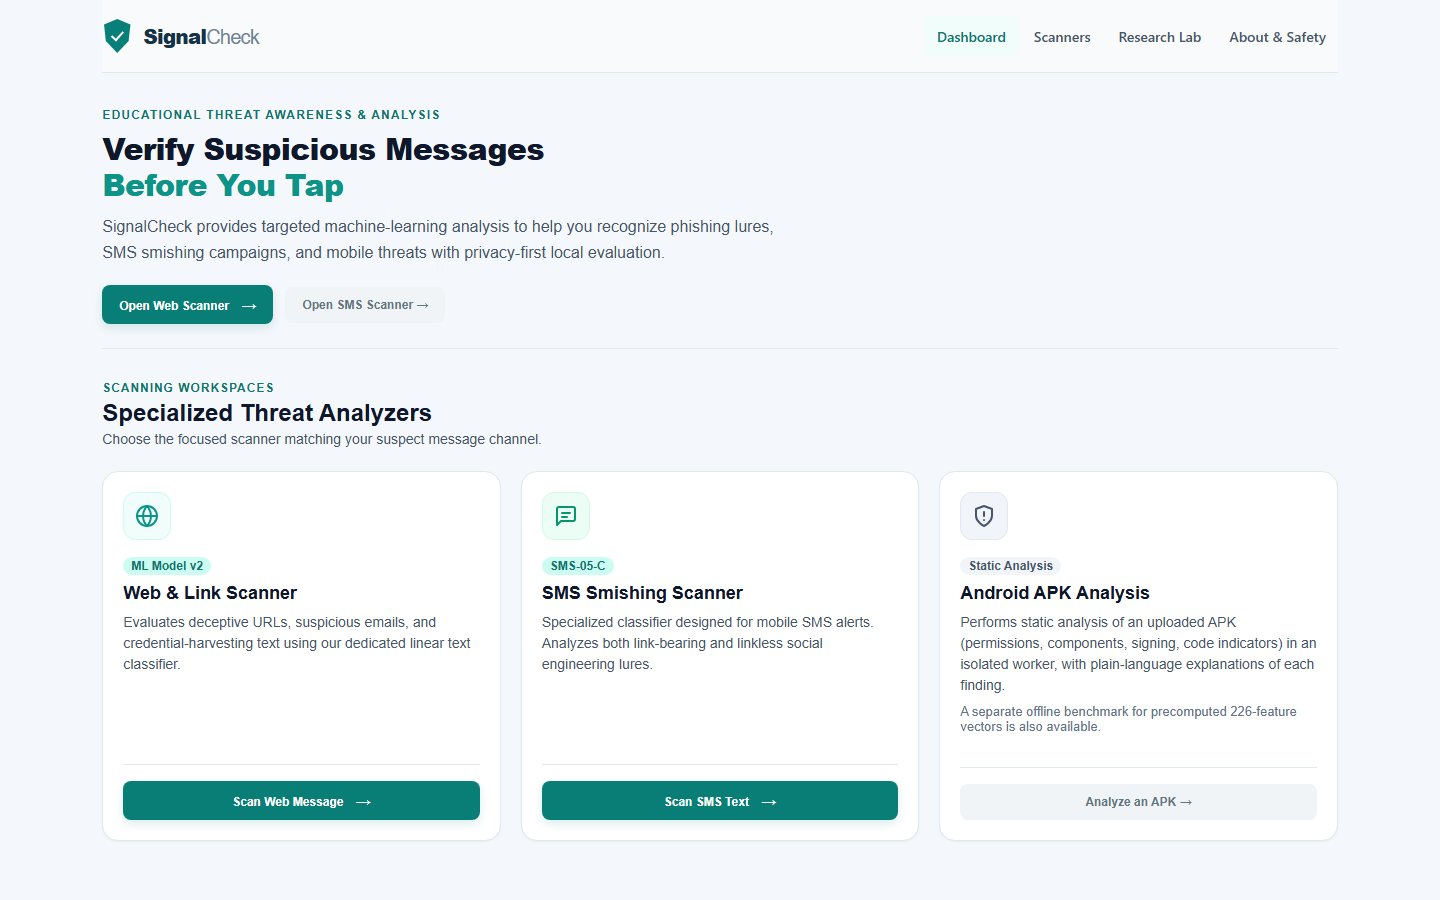 SignalCheck
Dashboard
Scanners
Research Lab
About & Safety
EDUCATIONAL THREAT AWARENESS & ANALYSIS
Verify Suspicious Messages
Before You Tap
SignalCheck provides targeted machine-learning analysis to help you recognize phishing lures,
SMS smishing campaigns, and mobile threats with privacy-first local evaluation.
Open Web Scanner →
Open SMS Scanner →
SCANNING WORKSPACES
Specialized Threat Analyzers
Choose the focused scanner matching your suspect message channel.
ML Model v2
Web & Link Scanner
Evaluates deceptive URLs, suspicious emails, and
credential-harvesting text using our dedicated linear text
classifier.
Scan Web Message →
SMS-05-C
SMS Smishing Scanner
Specialized classifier designed for mobile SMS alerts.
Analyzes both link-bearing and linkless social
engineering lures.
Scan SMS Text →
Static Analysis
Android APK Analysis
Performs static analysis of an uploaded APK
(permissions, components, signing, code indicators) in an
isolated worker, with plain-language explanations of each
finding.
A separate offline benchmark for precomputed 226-feature
vectors is also available.
Analyze an APK →